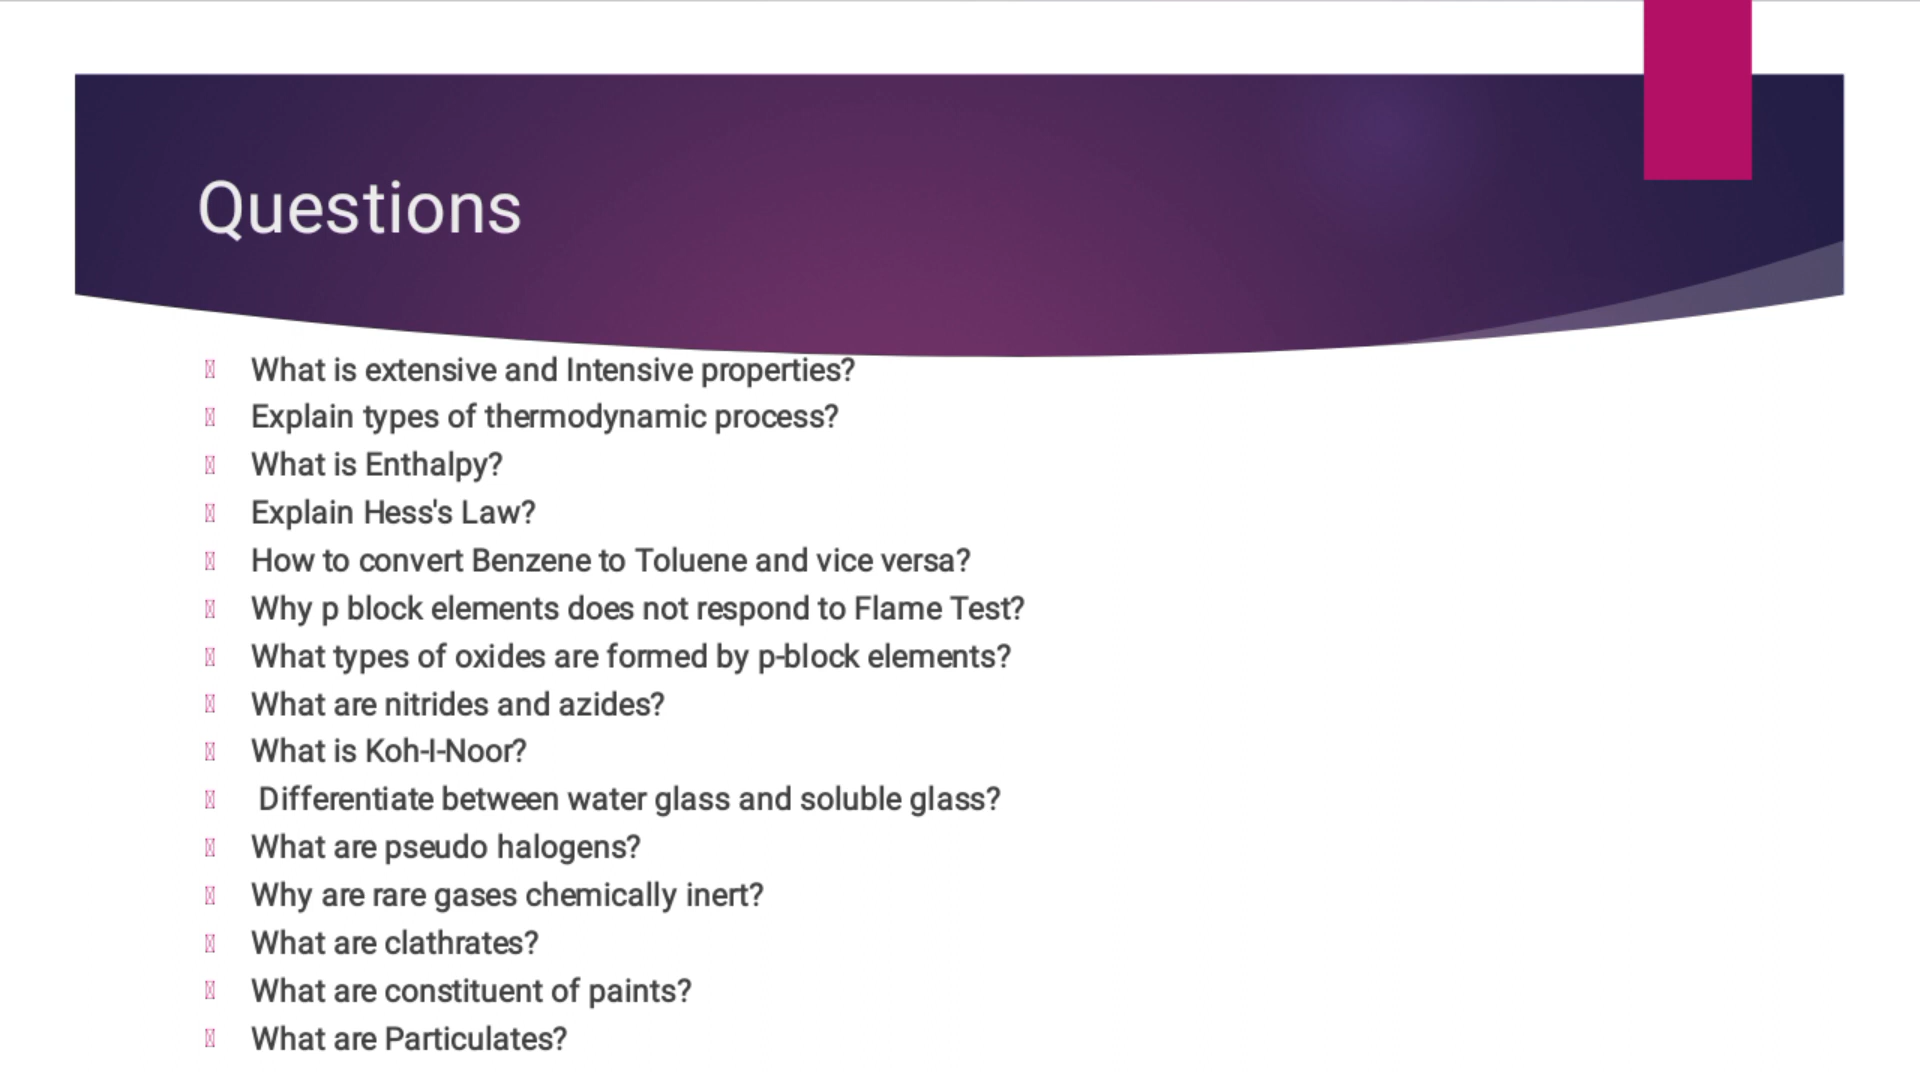 Questions
What is extensive and Intensive properties?
Explain types of thermodynamic process?
What is Enthalpy?
Explain Hess's Law?
How to convert Benzene to Toluene and vice versa?
Why p block elements does not respond to Flame Test?
What types of oxides are formed by p-block elements?
What are nitrides and azides?
What is Koh-I-Noor?
Differentiate between water glass and soluble glass?
What are pseudo halogens?
Why are rare gases chemically inert?
What are clathrates?
What are constituent of paints?
What are Particulates?